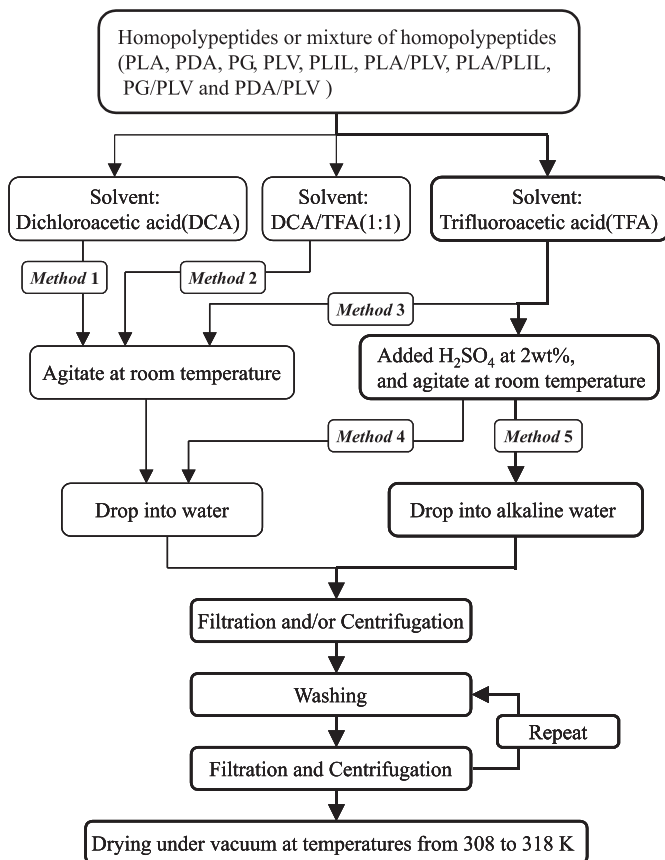 Homopolypeptides or mixture of homopolypeptides
(PLA, PDA, PG, PLV, PLIL, PLA/PLV, PLA/PLIL,
PG/PLV and PDA/PLV )
Solvent:
Dichloroacetic acid(DCA)
Solvent:
DCA/TFA(1:1)
Solvent:
Trifluoroacetic acid(TFA)
Method 1
Method 2
Method 3
Agitate at room temperature
Added H₂SO₄ at 2wt%,
and agitate at room temperature
Method 4
Method 5
Drop into water
Drop into alkaline water
Filtration and/or Centrifugation
Washing
Repeat
Filtration and Centrifugation
Drying under vacuum at temperatures from 308 to 318 K